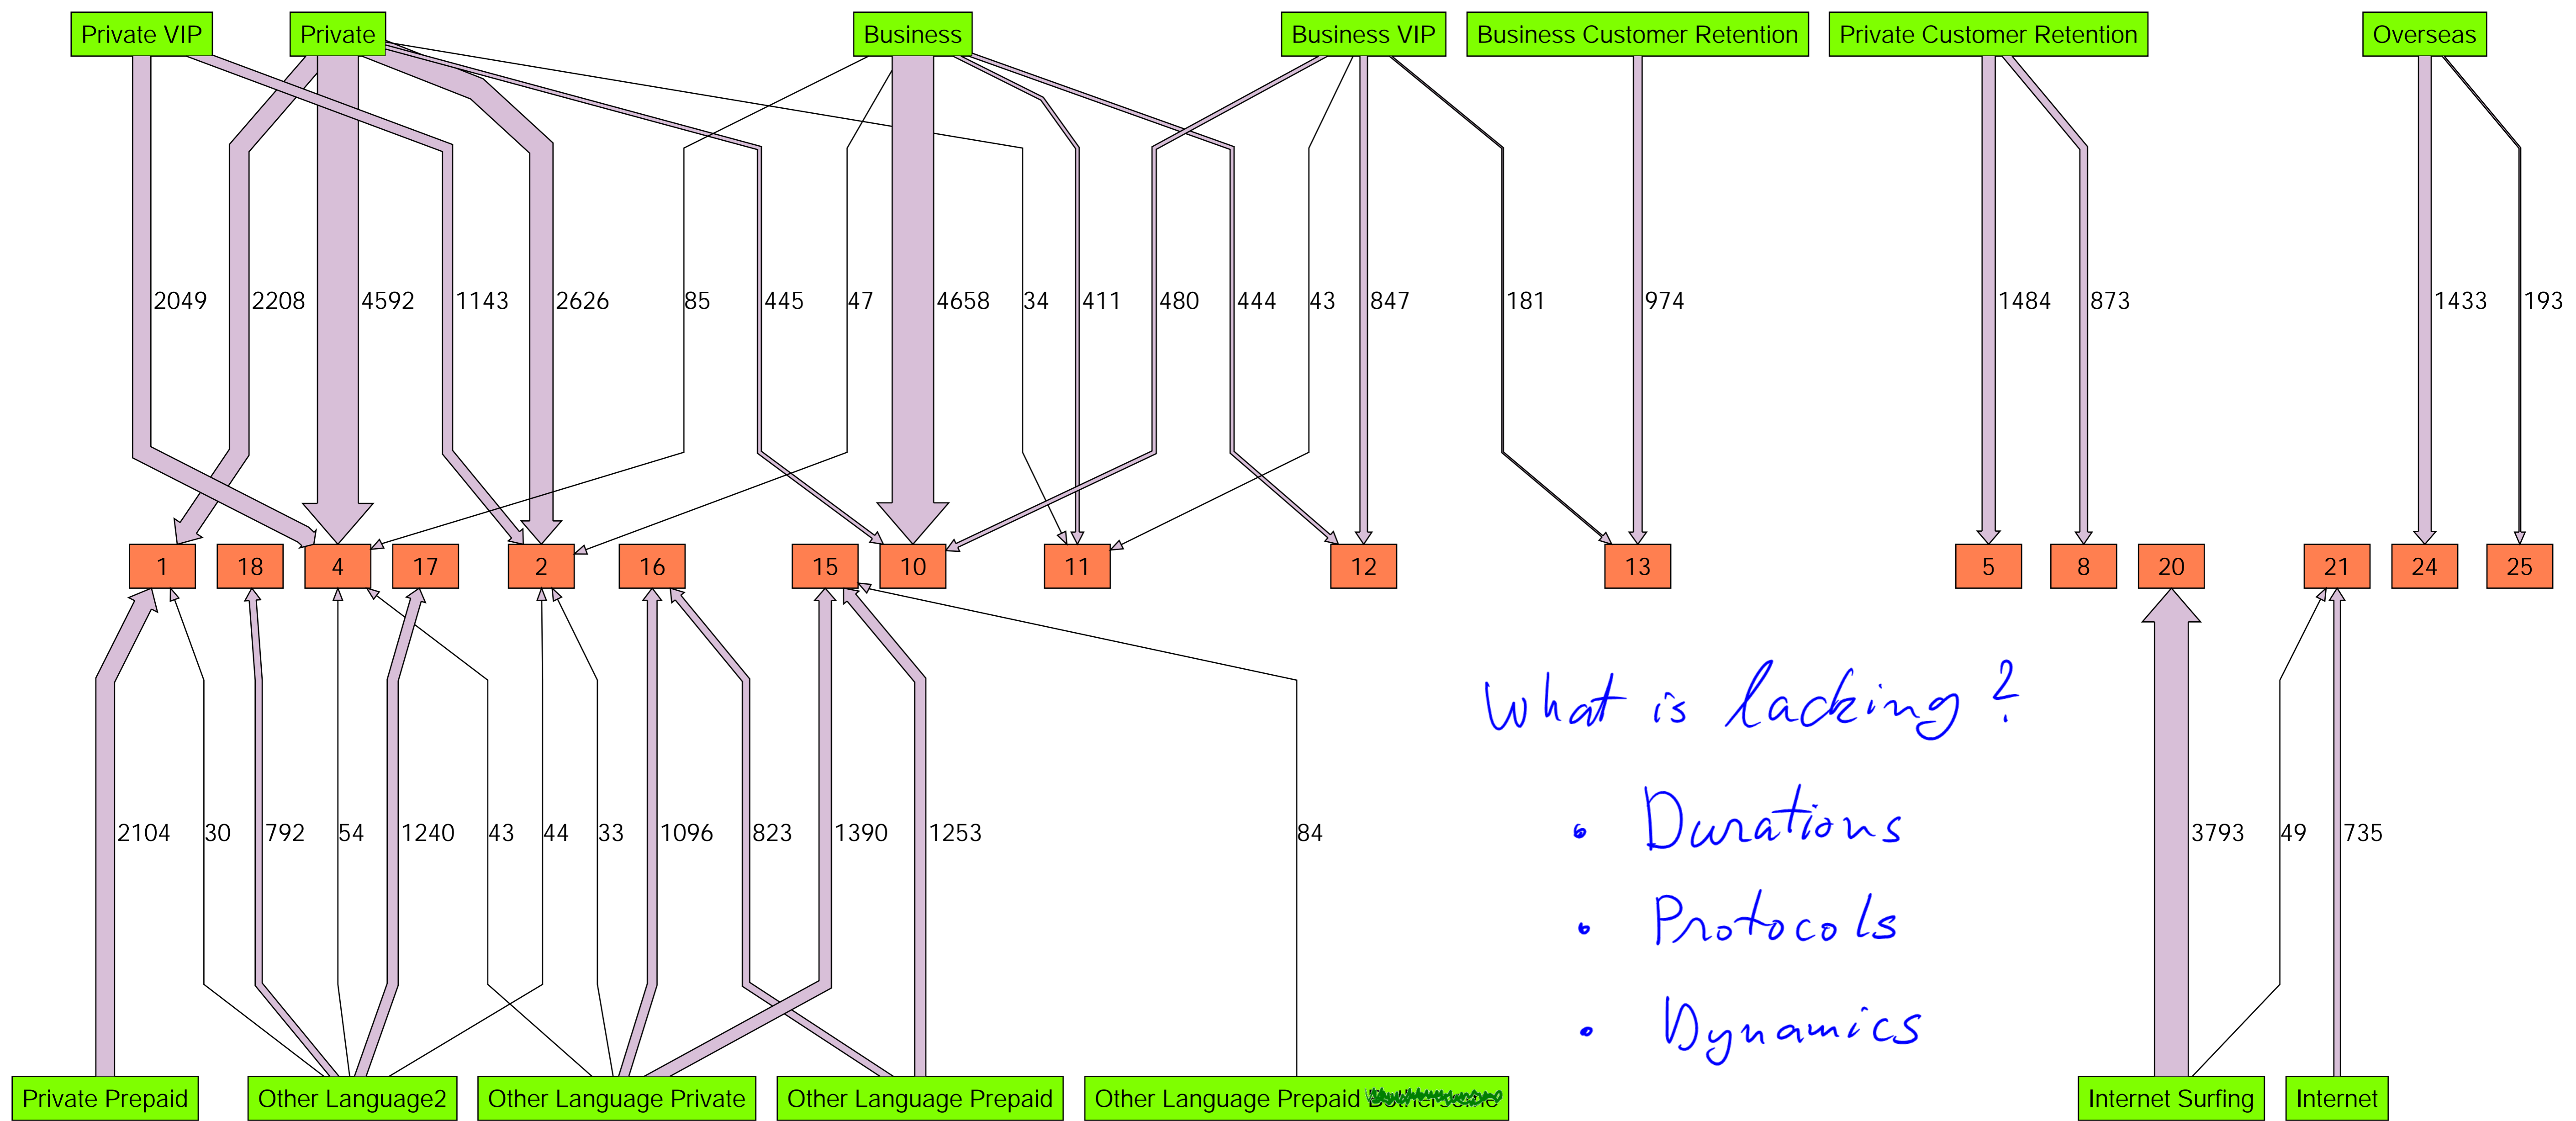 Private VIP Private Business Business VIP Business Customer Retention Private Customer Retention Overseas
2049 2208 4592 1143 2626 85 445 47 4658 34 411 480 444 43 847 181 974 1484 873 1433 193
1 18 4 17 2 16 15 10 11 12 13 5 8 20 21 24 25
What is lacking?
2104 30 792 54 1240 43 44 33 1096 823 1390 1253 84 3793 49 735
• Durations
• Protocols
• Dynamics
Private Prepaid Other Language2 Other Language Private Other Language Prepaid Other Language Prepaid Internet Surfing Internet